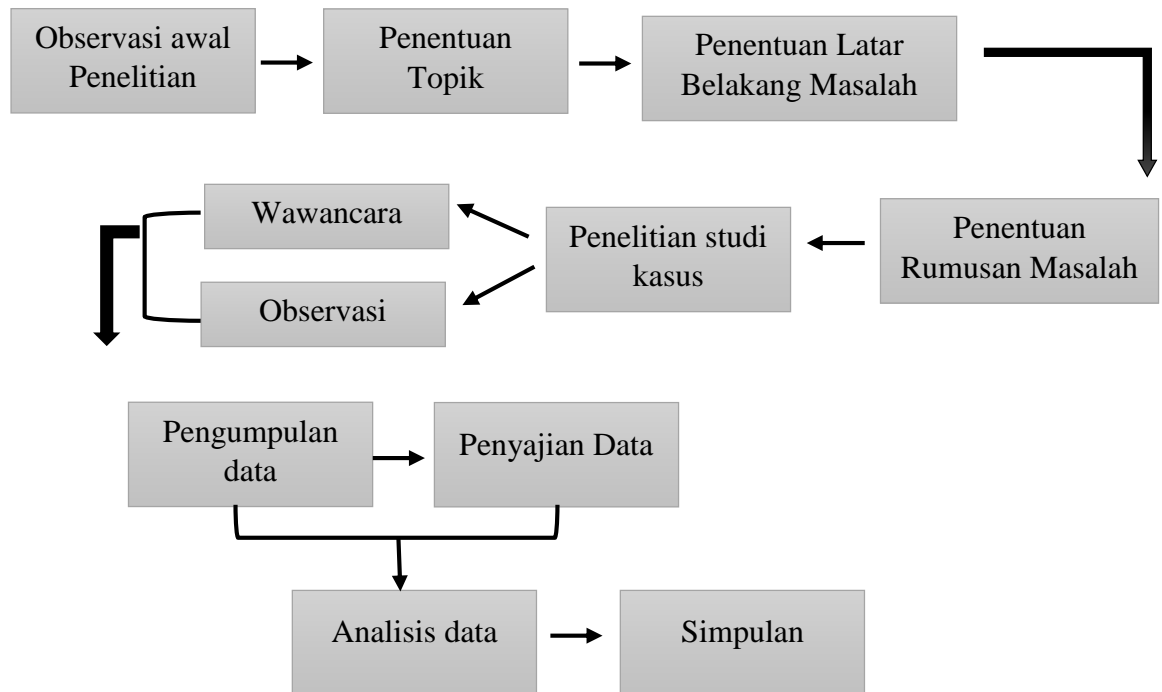 Observasi awal
Penelitian
Penentuan
Topik
Penentuan Latar
Belakang Masalah
Penentuan
Rumusan Masalah
Penelitian studi
kasus
Wawancara
Observasi
Pengumpulan
data
Penyajian Data
Analisis data
Simpulan